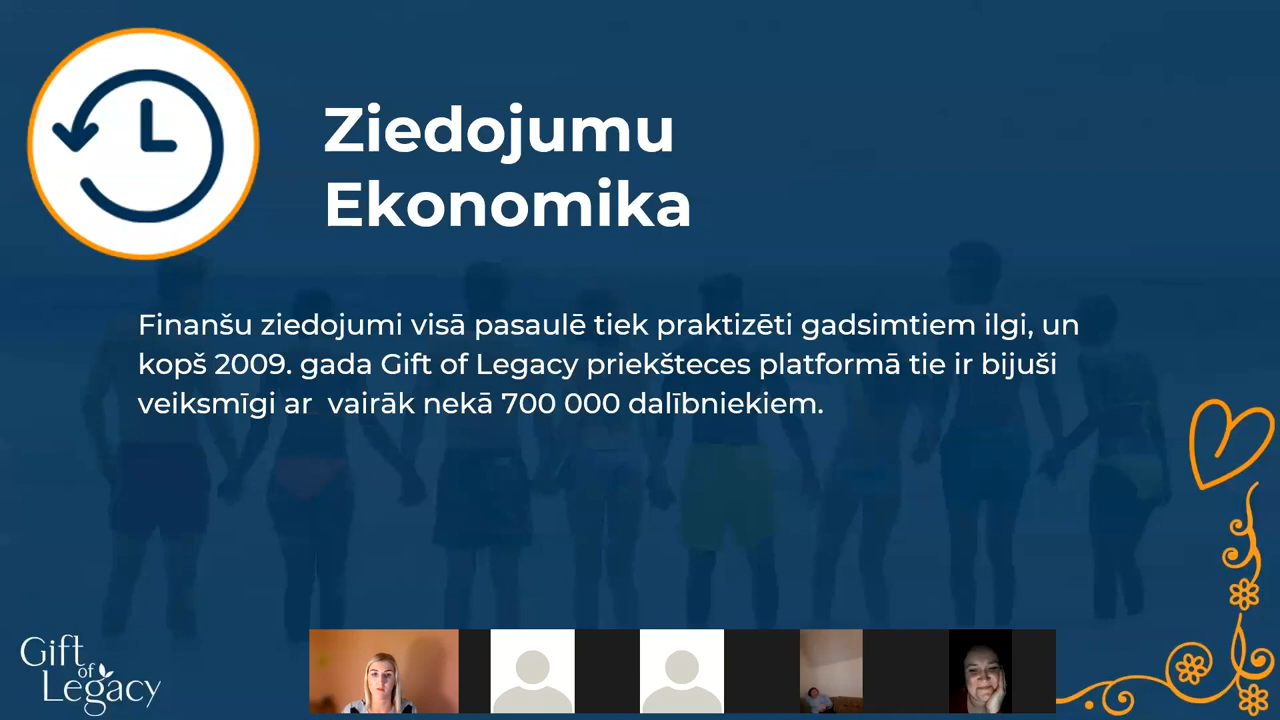 Ziedojumu
Ekonomika
Finanšu ziedojumi visā pasaulē tiek praktizēti gadsimtiem ilgi, un
kopš 2009. gada Gift of Legacy priekšteces platformā tie ir bijuši
veiksmīgi ar  vairāk nekā 700 000 dalībniekiem.
Gift
of
Legacy